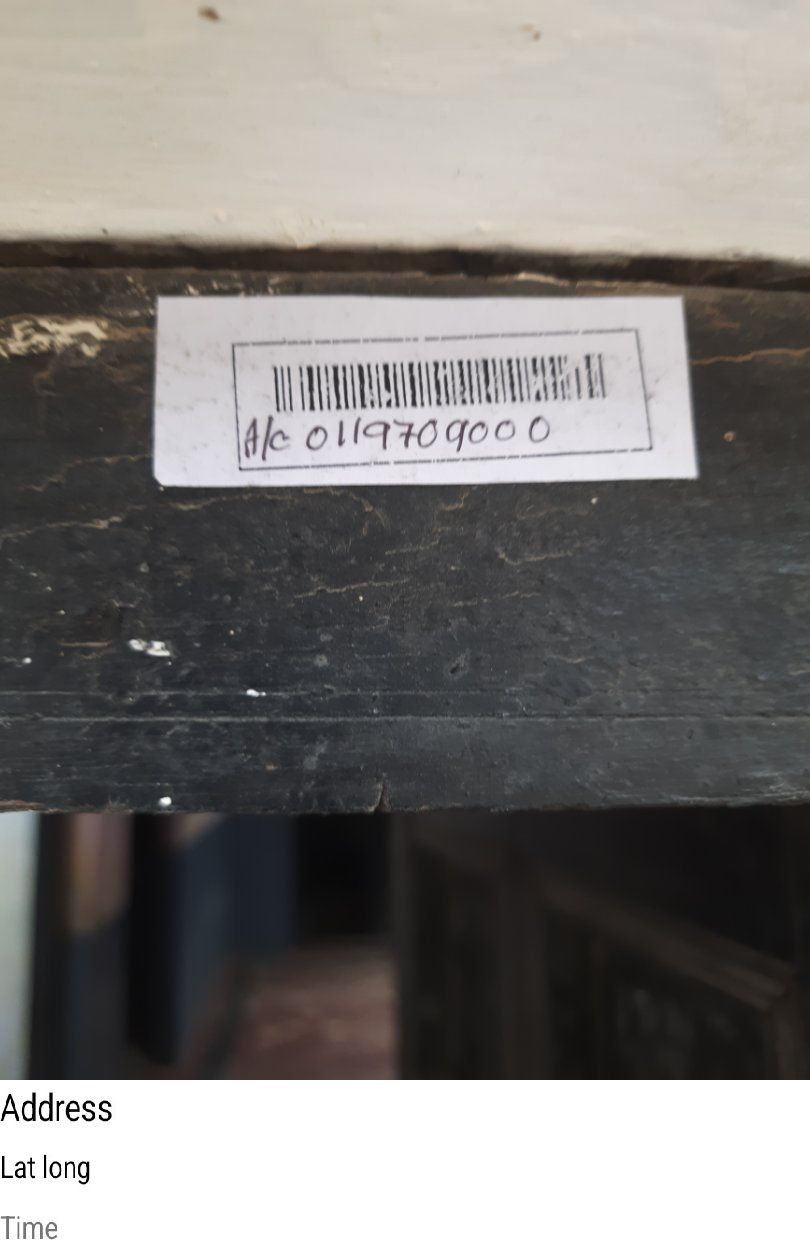 A/c 0119709000
Address
Lat long
Time